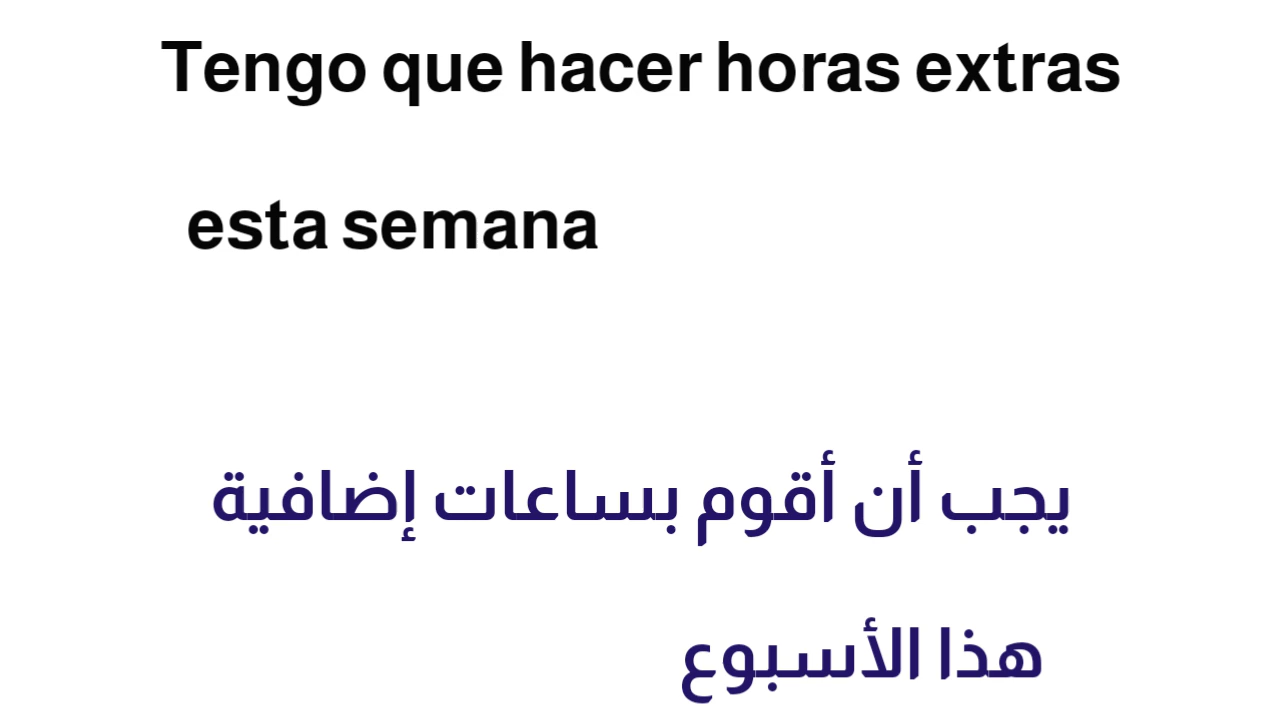 Tengo que hacer horas extras
esta semana
يجب أن أقوم بساعات إضافية
هذا الأسبوع